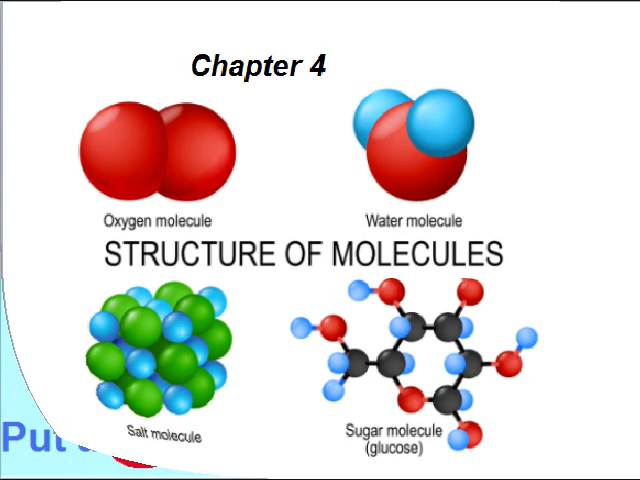 Chapter 4
Oxygen molecule
Water molecule
STRUCTURE OF MOLECULES
Salt molecule
Sugar molecule
(glucose)
Put